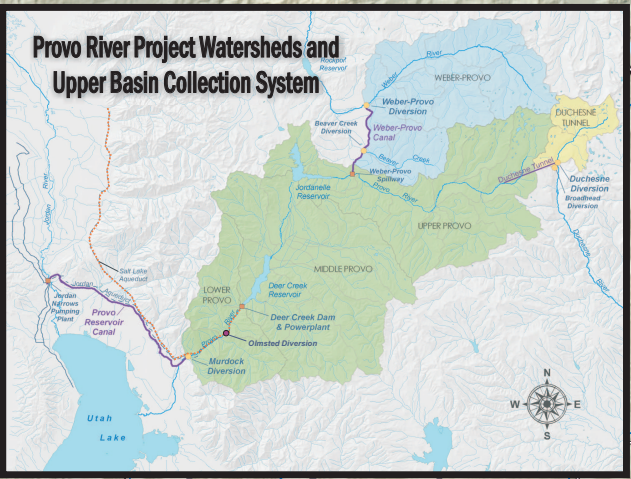 Provo River Project Watersheds and
Upper Basin Collection System
Rockport
Reservoir
Weber
River
WEBER-PROVO
Weber-Provo
Diversion
Beaver Creek
Diversion
Weber-Provo
Canal
DUCHESNE
TUNNEL
Beaver
Creek
Weber-Provo
Spillway
Duchesne Tunnel
Provo
River
Jordanelle
Reservoir
Duchesne
Diversion
Broadhead
Diversion
Duchesne
River
UPPER PROVO
Jordan
River
Salt Lake
Aqueduct
MIDDLE PROVO
Deer Creek
Reservoir
LOWER
PROVO
Jordan
Aqueduct
Jordan
Narrows
Pumping
Plant
Provo
Reservoir
Canal
Deer Creek Dam
& Powerplant
Provo
River
Olmsted Diversion
Murdock
Diversion
Utah
Lake
N
W
E
S